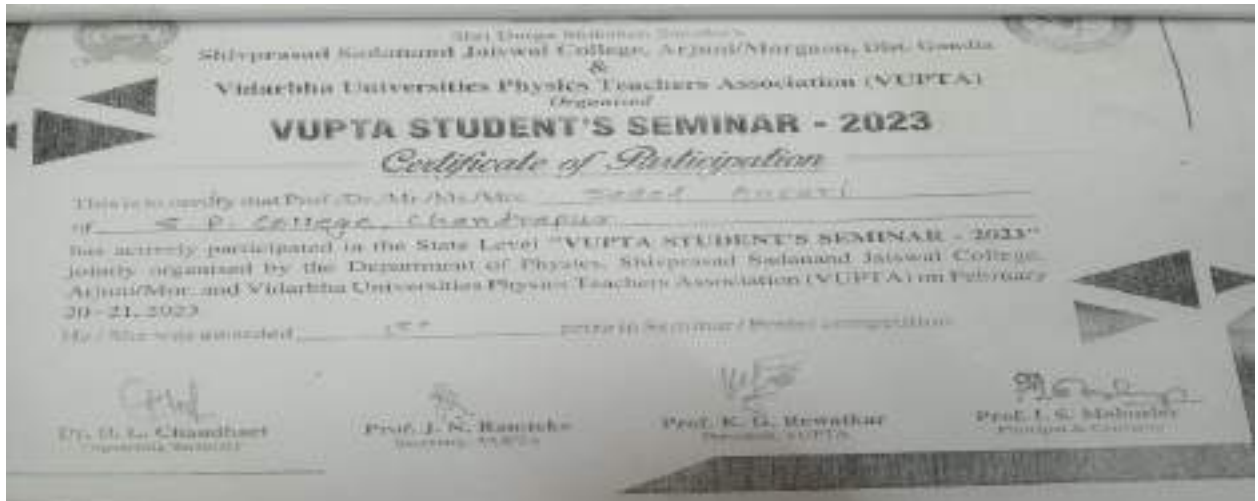 Shivprasad Sadanand Jaiswal College, Arjuni/Morgaon, Dist. Gondia
&
Vidarbha Universities Physics Teachers Association (VUPTA)
Organised
VUPTA STUDENT'S SEMINAR - 2023
Certificate of Participation
This is to certify that Prof./Dr./Mr./Ms./Mrs.
of S. P. College, Chandrapur
has actively participated in the State Level "VUPTA STUDENT'S SEMINAR - 2023"
jointly organised by the Department of Physics, Shivprasad Sadanand Jaiswal College,
Arjuni/Mor. and Vidarbha Universities Physics Teachers Association (VUPTA) on February
20-21, 2023
He / She was awarded 1st prize in Seminar / Poster competition
Prof. K. G. Rewatkar
President, VUPTA